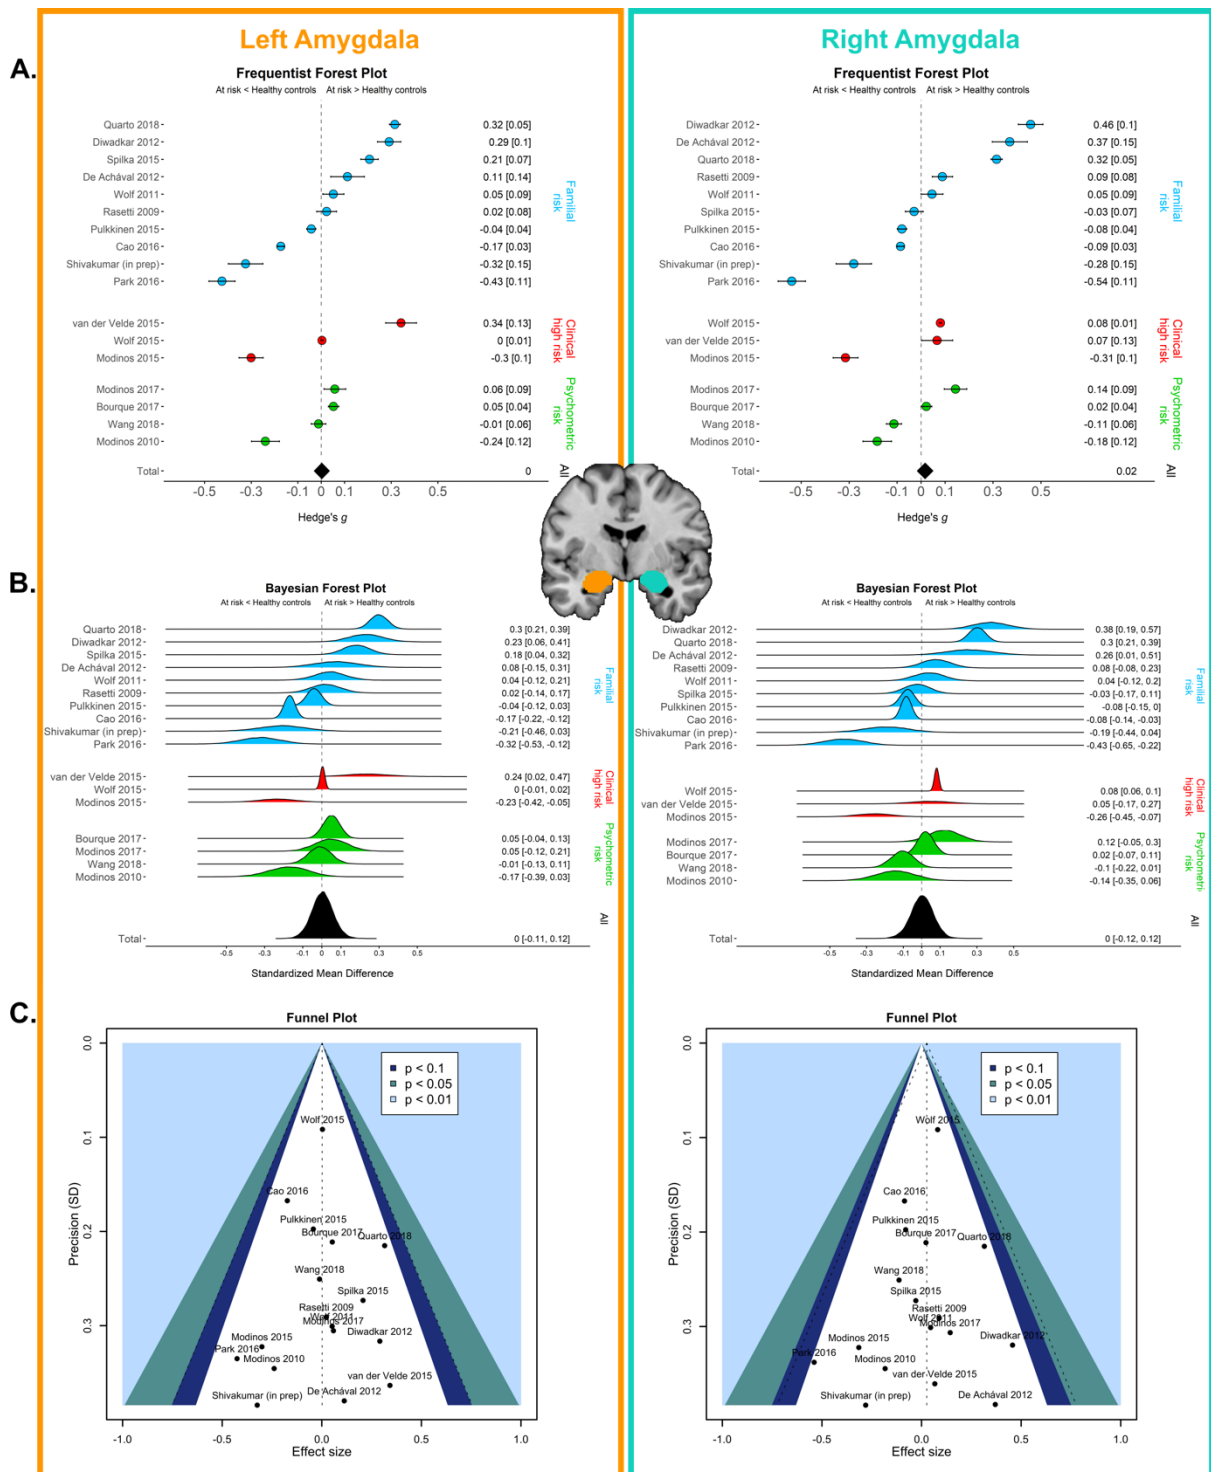 Left Amygdala
A.
Frequentist Forest Plot
At risk < Healthy controls At risk > Healthy controls
Quarto 2018 0.32 [0.05]
Diwadkar 2012 0.29 [0.1]
Spilka 2015 0.21 [0.07]
De Achával 2012 0.11 [0.14]
Wolf 2011 0.05 [0.09]
Rasetti 2009 0.02 [0.08]
Pulkkinen 2015 -0.04 [0.04]
Cao 2016 -0.17 [0.03]
Shivakumar (in prep) -0.32 [0.15]
Park 2016 -0.43 [0.11]
Familial
risk
van der Velde 2015 0.34 [0.13]
Wolf 2015 0 [0.01]
Modinos 2015 -0.3 [0.1]
Clinical
high risk
Modinos 2017 0.06 [0.09]
Bourque 2017 0.05 [0.04]
Wang 2018 -0.01 [0.06]
Modinos 2010 -0.24 [0.12]
Psychometric
risk
Total 0
All
-0.5 -0.3 -0.1 0 0.1 0.3 0.5
Hedge's g
Right Amygdala
Frequentist Forest Plot
At risk < Healthy controls At risk > Healthy controls
Diwadkar 2012 0.46 [0.1]
De Achával 2012 0.37 [0.15]
Quarto 2018 0.32 [0.05]
Rasetti 2009 0.09 [0.08]
Wolf 2011 0.05 [0.09]
Spilka 2015 -0.03 [0.07]
Pulkkinen 2015 -0.08 [0.04]
Cao 2016 -0.09 [0.03]
Shivakumar (in prep) -0.28 [0.15]
Park 2016 -0.54 [0.11]
Familial
risk
Wolf 2015 0.08 [0.01]
van der Velde 2015 0.07 [0.13]
Modinos 2015 -0.31 [0.1]
Clinical
high risk
Modinos 2017 0.14 [0.09]
Bourque 2017 0.02 [0.04]
Wang 2018 -0.11 [0.06]
Modinos 2010 -0.18 [0.12]
Psychometric
risk
Total 0.02
All
-0.5 -0.3 -0.1 0 0.1 0.3 0.5
Hedge's g
B.
Bayesian Forest Plot
At risk < Healthy controls At risk > Healthy controls
Quarto 2018 0.3 [0.21, 0.39]
Diwadkar 2012 0.23 [0.06, 0.41]
Spilka 2015 0.18 [0.04, 0.32]
De Achával 2012 0.08 [-0.15, 0.31]
Wolf 2011 0.04 [-0.12, 0.21]
Rasetti 2009 0.02 [-0.14, 0.17]
Pulkkinen 2015 -0.04 [-0.12, 0.03]
Cao 2016 -0.17 [-0.22, -0.12]
Shivakumar (in prep) -0.21 [-0.46, 0.03]
Park 2016 -0.32 [-0.53, -0.12]
Familial
risk
van der Velde 2015 0.24 [0.02, 0.47]
Wolf 2015 0 [-0.01, 0.02]
Modinos 2015 -0.23 [-0.42, -0.05]
Clinical
high risk
Bourque 2017 0.05 [-0.04, 0.13]
Modinos 2017 0.05 [-0.12, 0.21]
Wang 2018 -0.01 [-0.13, 0.11]
Modinos 2010 -0.17 [-0.39, 0.03]
Psychometric
risk
Total 0 [-0.11, 0.12]
All
-0.5 -0.3 -0.1 0.1 0.3 0.5
Standardized Mean Difference
Bayesian Forest Plot
At risk < Healthy controls At risk > Healthy controls
Diwadkar 2012 0.38 [0.19, 0.57]
Quarto 2018 0.3 [0.21, 0.39]
De Achával 2012 0.26 [0.01, 0.51]
Rasetti 2009 0.08 [-0.08, 0.23]
Wolf 2011 0.04 [-0.12, 0.2]
Spilka 2015 -0.03 [-0.17, 0.11]
Pulkkinen 2015 -0.08 [-0.15, 0]
Cao 2016 -0.08 [-0.14, -0.03]
Shivakumar (in prep) -0.19 [-0.44, 0.04]
Park 2016 -0.43 [-0.65, -0.22]
Familial
risk
Wolf 2015 0.08 [0.06, 0.1]
van der Velde 2015 0.05 [-0.17, 0.27]
Modinos 2015 -0.26 [-0.45, -0.07]
Clinical
high risk
Modinos 2017 0.12 [-0.05, 0.3]
Bourque 2017 0.02 [-0.07, 0.11]
Wang 2018 -0.1 [-0.22, 0.01]
Modinos 2010 -0.14 [-0.35, 0.06]
Psychometri
risk
Total 0 [-0.12, 0.12]
All
-0.5 -0.3 -0.1 0.1 0.3 0.5
Standardized Mean Difference
C.
Funnel Plot
p < 0.1
p < 0.05
p < 0.01
Wolf 2015
Cao 2016
Pulkkinen 2015
Bourque 2017
Quarto 2018
Wang 2018
Spilka 2015
Rasetti 2009
Wolf 2011
Modinos 2017
Diwadkar 2012
Modinos 2015
Park 2016
Modinos 2010
van der Velde 2015
De Achával 2012
Shivakumar (in prep)
0.0
0.1
0.2
0.3
Precision (SD)
-1.0 -0.5 0.0 0.5 1.0
Effect size
Funnel Plot
p < 0.1
p < 0.05
p < 0.01
Wolf 2015
Cao 2016
Pulkkinen 2015
Bourque 2017
Quarto 2018
Wang 2018
Spilka 2015
Rasetti 2009
Wolf 2011
Modinos 2017
Diwadkar 2012
Modinos 2015
Park 2016
Modinos 2010
van der Velde 2015
Shivakumar (in prep)
De Achával 2012
0.0
0.1
0.2
0.3
Precision (SD)
-1.0 -0.5 0.0 0.5 1.0
Effect size